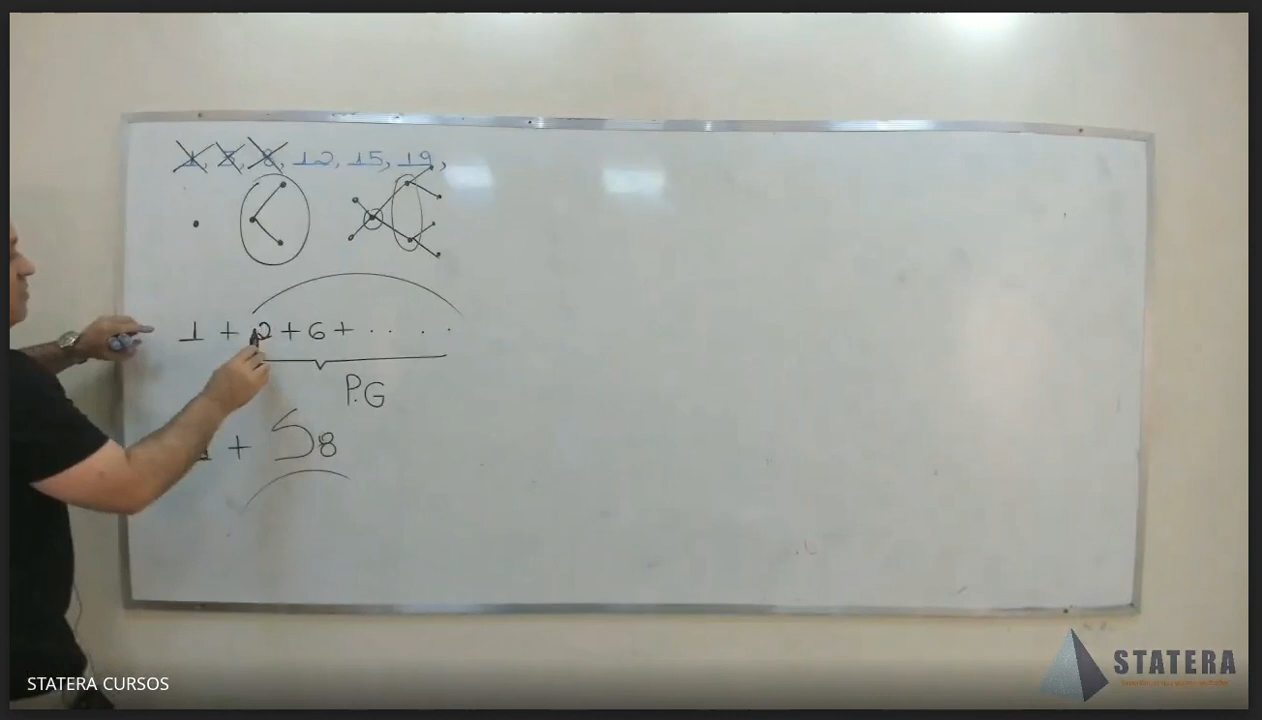 1, 3, 8, 12, 15, 19,
1 + 2 + 6 + . . . . .
P.G
+ S8
STATERA
STATERA CURSOS